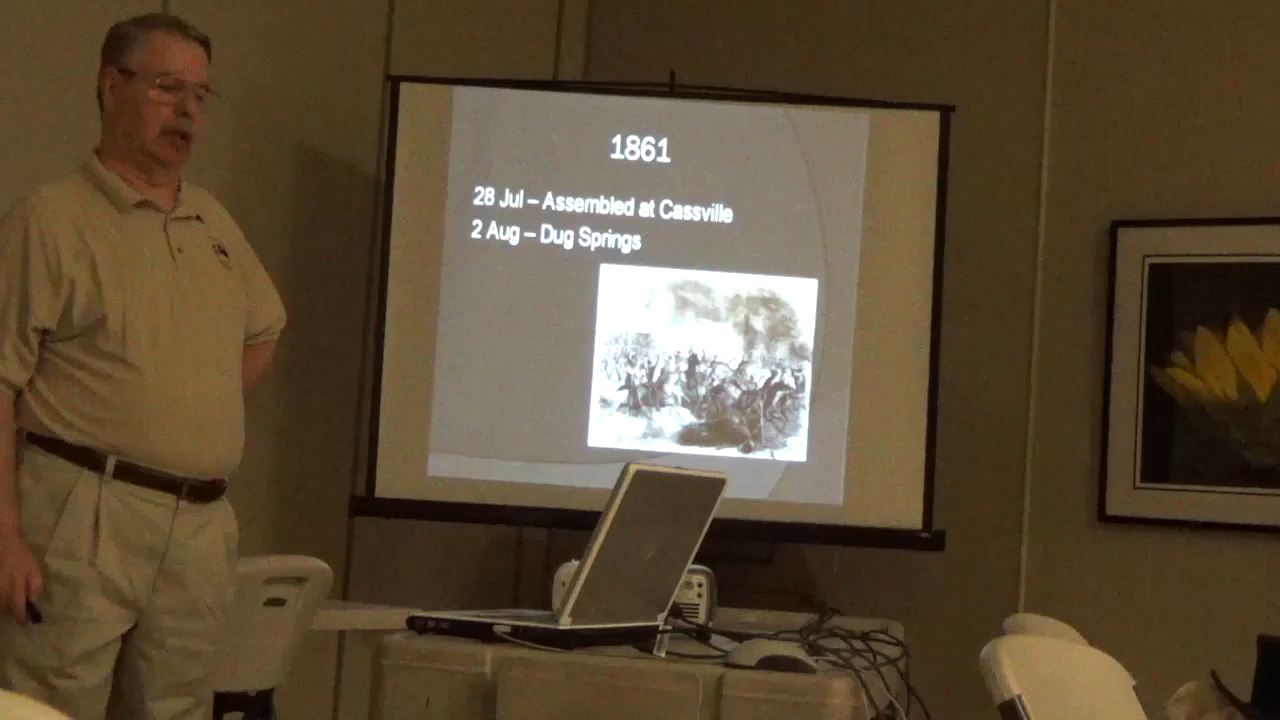 1861
28 Jul – Assembled at Cassville
2 Aug – Dug Springs